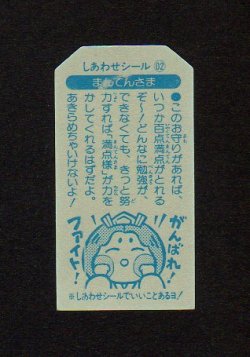 しあわせシール 02
まんてんさま
●このお守りがあれば、
いつか百点満点がとれる
ぞ〜！どんなに勉強が、
できなくても、きっと努
力すれば、「満点様」が力を
かしてくれるはずだよ。
あきらめちゃいけないよ！
がんばれ！
ファイト！
※しあわせシールでいいことあるヨ！